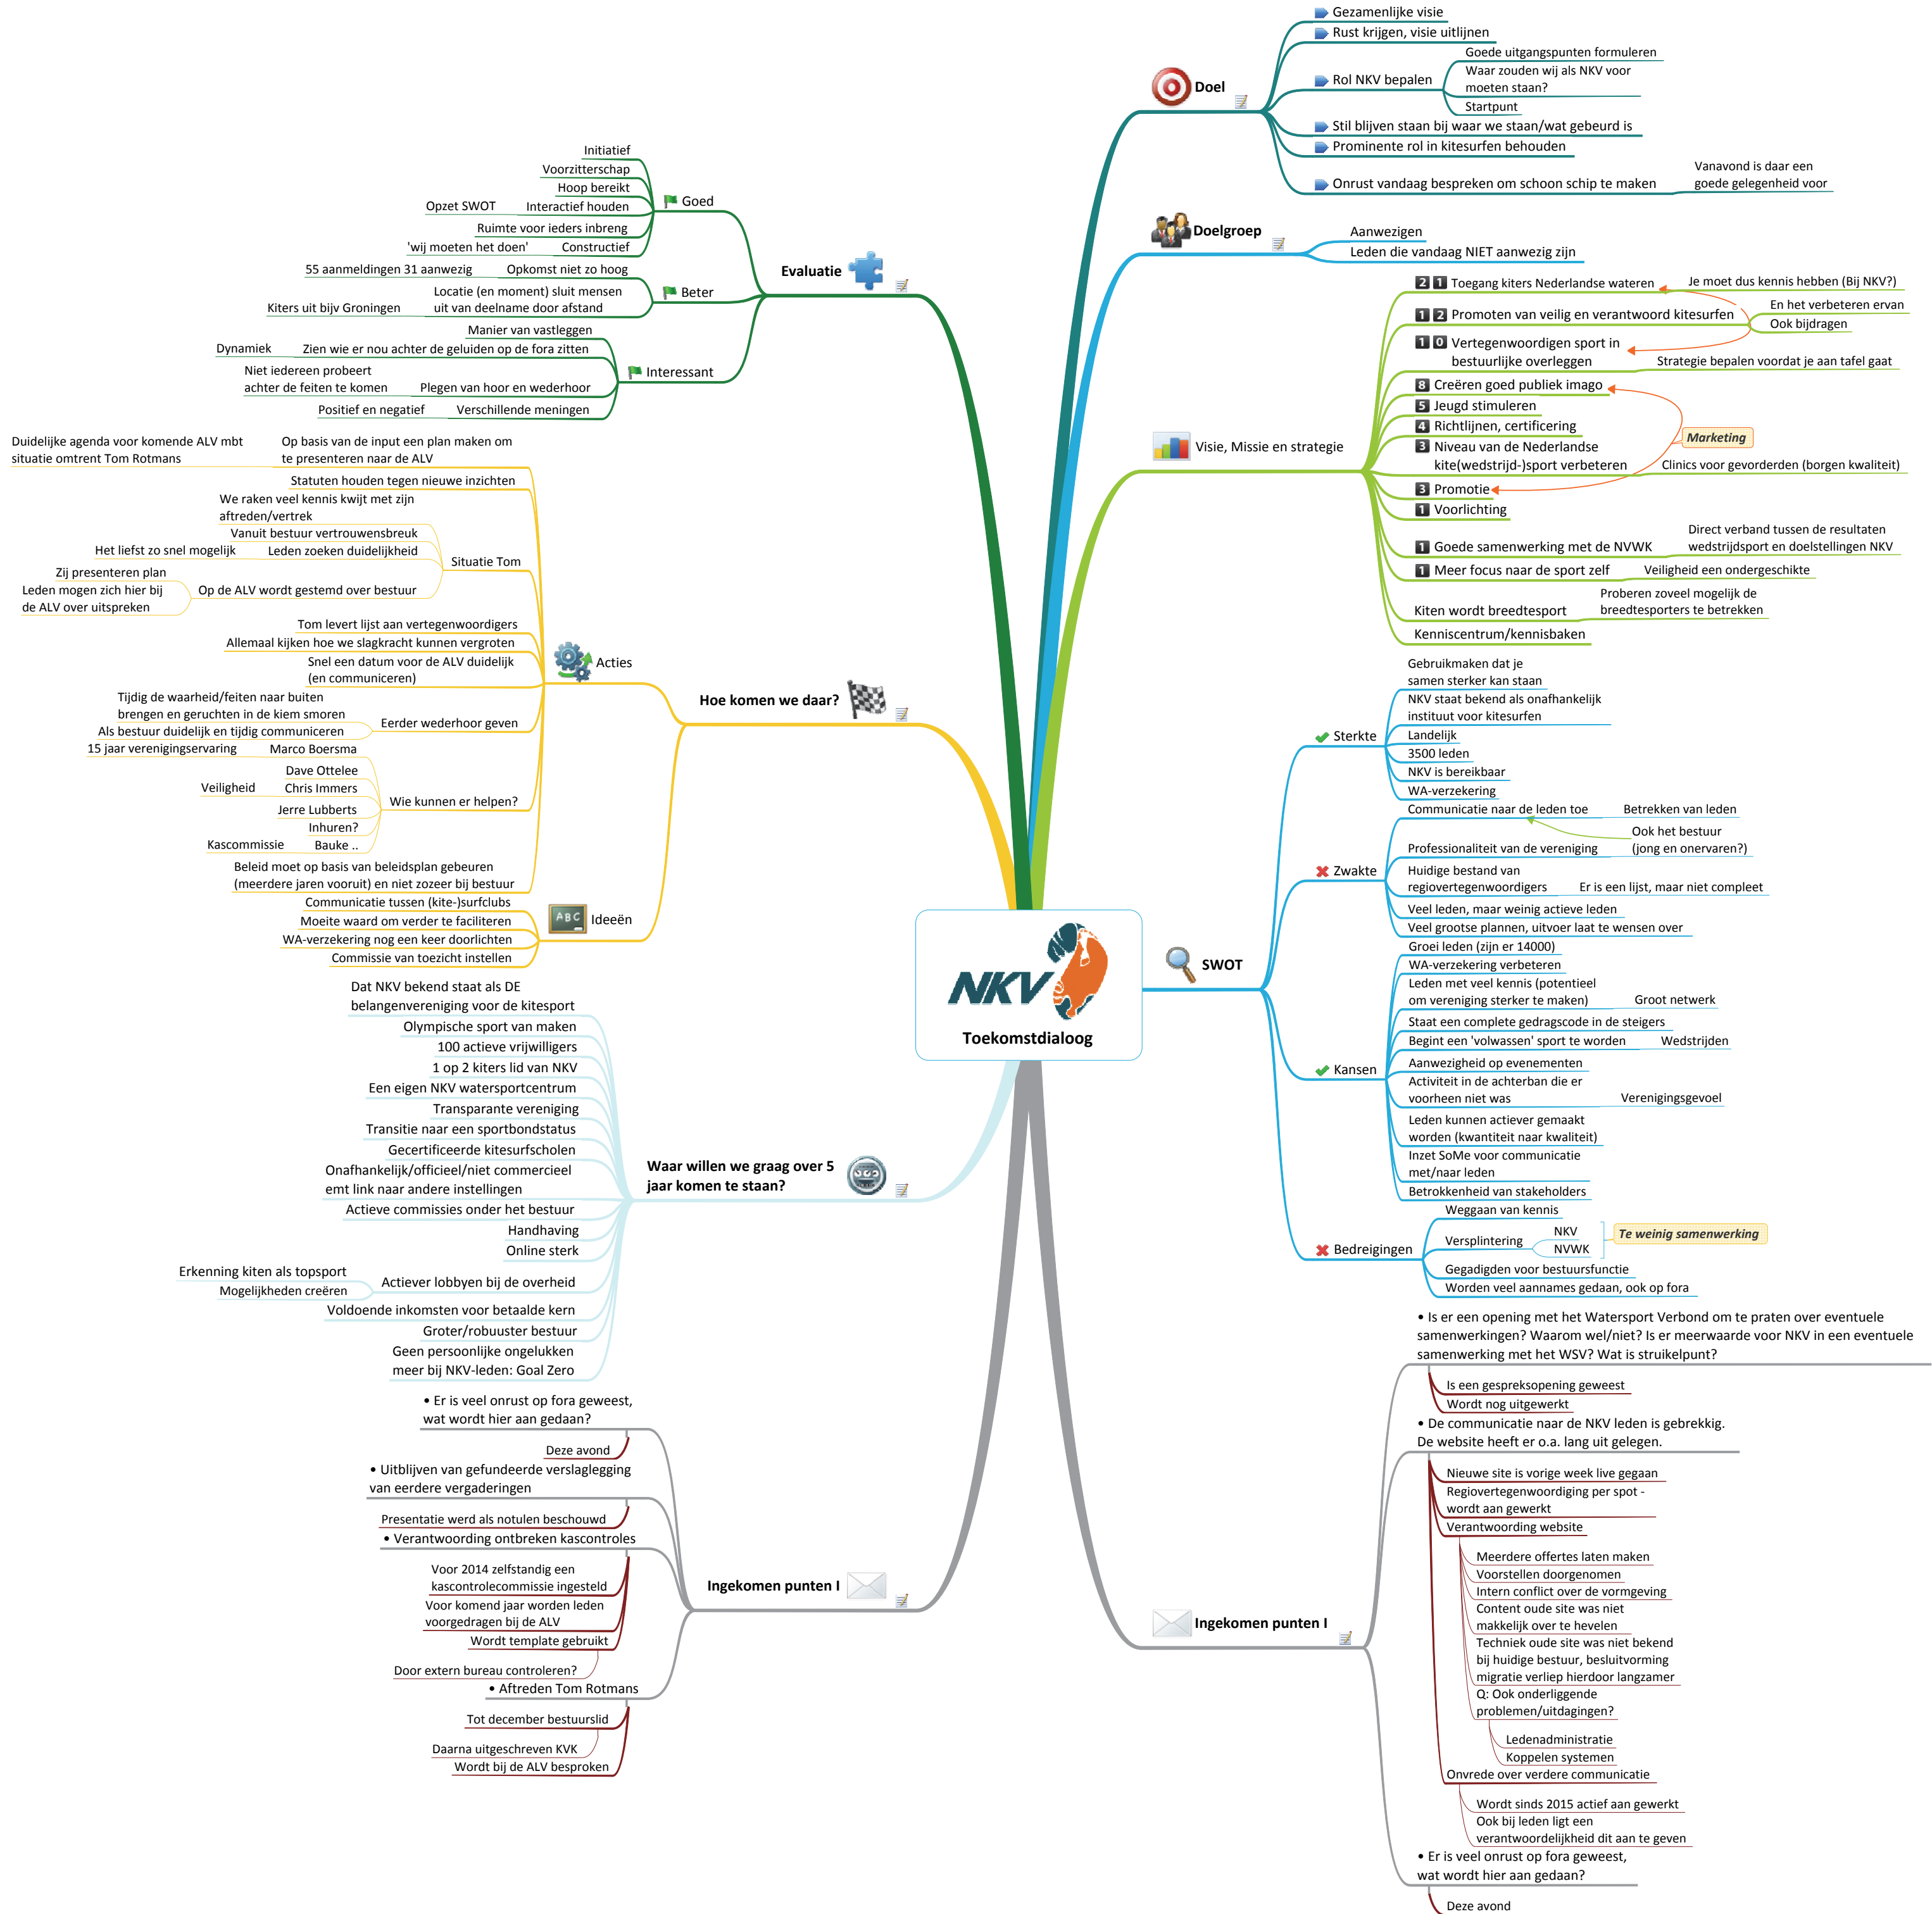 NKV
Toekomstdialoog
Doel
Gezamenlijke visie
Rust krijgen, visie uitlijnen
Rol NKV bepalen
Goede uitgangspunten formuleren
Waar zouden wij als NKV voor
moeten staan?
Startpunt
Stil blijven staan bij waar we staan/wat gebeurd is
Prominente rol in kitesurfen behouden
Onrust vandaag bespreken om schoon schip te maken
Vanavond is daar een
goede gelegenheid voor
Doelgroep
Aanwezigen
Leden die vandaag NIET aanwezig zijn
Visie, Missie en strategie
2 1 Toegang kiters Nederlandse wateren
Je moet dus kennis hebben (Bij NKV?)
1 2 Promoten van veilig en verantwoord kitesurfen
En het verbeteren ervan
Ook bijdragen
1 0 Vertegenwoordigen sport in
bestuurlijke overleggen
Strategie bepalen voordat je aan tafel gaat
8 Creëren goed publiek imago
5 Jeugd stimuleren
4 Richtlijnen, certificering
Marketing
3 Niveau van de Nederlandse
kite(wedstrijd-)sport verbeteren
Clinics voor gevorderden (borgen kwaliteit)
3 Promotie
1 Voorlichting
1 Goede samenwerking met de NVWK
Direct verband tussen de resultaten
wedstrijdsport en doelstellingen NKV
1 Meer focus naar de sport zelf
Veiligheid een ondergeschikte
Kiten wordt breedtesport
Proberen zoveel mogelijk de
breedtesporters te betrekken
Kenniscentrum/kennisbaken
SWOT
Sterkte
Gebruikmaken dat je
samen sterker kan staan
NKV staat bekend als onafhankelijk
instituut voor kitesurfen
Landelijk
3500 leden
NKV is bereikbaar
WA-verzekering
Zwakte
Communicatie naar de leden toe
Betrekken van leden
Professionaliteit van de vereniging
Ook het bestuur
(jong en onervaren?)
Huidige bestand van
regiovertegenwoordigers
Er is een lijst, maar niet compleet
Veel leden, maar weinig actieve leden
Veel grootse plannen, uitvoer laat te wensen over
Kansen
Groei leden (zijn er 14000)
WA-verzekering verbeteren
Leden met veel kennis (potentieel
om vereniging sterker te maken)
Groot netwerk
Staat een complete gedragscode in de steigers
Begint een 'volwassen' sport te worden
Wedstrijden
Aanwezigheid op evenementen
Activiteit in de achterban die er
voorheen niet was
Verenigingsgevoel
Leden kunnen actiever gemaakt
worden (kwantiteit naar kwaliteit)
Inzet SoMe voor communicatie
met/naar leden
Betrokkenheid van stakeholders
Bedreigingen
Weggaan van kennis
Versplintering
NKV
NVWK
Te weinig samenwerking
Gegadigden voor bestuursfunctie
Worden veel aannames gedaan, ook op fora
Ingekomen punten I
• Is er een opening met het Watersport Verbond om te praten over eventuele
samenwerkingen? Waarom wel/niet? Is er meerwaarde voor NKV in een eventuele
samenwerking met het WSV? Wat is struikelpunt?
Is een gespreksopening geweest
Wordt nog uitgewerkt
• De communicatie naar de NKV leden is gebrekkig.
De website heeft er o.a. lang uit gelegen.
Nieuwe site is vorige week live gegaan
Regiovertegenwoordiging per spot -
wordt aan gewerkt
Verantwoording website
Meerdere offertes laten maken
Voorstellen doorgenomen
Intern conflict over de vormgeving
Content oude site was niet
makkelijk over te hevelen
Techniek oude site was niet bekend
bij huidige bestuur, besluitvorming
migratie verliep hierdoor langzamer
Q: Ook onderliggende
problemen/uitdagingen?
Ledenadministratie
Koppelen systemen
Onvrede over verdere communicatie
Wordt sinds 2015 actief aan gewerkt
Ook bij leden ligt een
verantwoordelijkheid dit aan te geven
• Er is veel onrust op fora geweest,
wat wordt hier aan gedaan?
Deze avond
Evaluatie
Goed
Initiatief
Voorzitterschap
Hoop bereikt
Interactief houden
Opzet SWOT
Ruimte voor ieders inbreng
Constructief
'wij moeten het doen'
Beter
Opkomst niet zo hoog
55 aanmeldingen 31 aanwezig
Locatie (en moment) sluit mensen
uit van deelname door afstand
Kiters uit bijv Groningen
Interessant
Manier van vastleggen
Zien wie er nou achter de geluiden op de fora zitten
Dynamiek
Plegen van hoor en wederhoor
Niet iedereen probeert
achter de feiten te komen
Verschillende meningen
Positief en negatief
Hoe komen we daar?
Acties
Op basis van de input een plan maken om
te presenteren naar de ALV
Duidelijke agenda voor komende ALV mbt
situatie omtrent Tom Rotmans
Statuten houden tegen nieuwe inzichten
Situatie Tom
We raken veel kennis kwijt met zijn
aftreden/vertrek
Vanuit bestuur vertrouwensbreuk
Leden zoeken duidelijkheid
Het liefst zo snel mogelijk
Op de ALV wordt gestemd over bestuur
Zij presenteren plan
Leden mogen zich hier bij
de ALV over uitspreken
Tom levert lijst aan vertegenwoordigers
Allemaal kijken hoe we slagkracht kunnen vergroten
Snel een datum voor de ALV duidelijk
(en communiceren)
Eerder wederhoor geven
Tijdig de waarheid/feiten naar buiten
brengen en geruchten in de kiem smoren
Als bestuur duidelijk en tijdig communiceren
Wie kunnen er helpen?
Marco Boersma
15 jaar verenigingservaring
Dave Ottelee
Chris Immers
Veiligheid
Jerre Lubberts
Inhuren?
Bauke ..
Kascommissie
Beleid moet op basis van beleidsplan gebeuren
(meerdere jaren vooruit) en niet zozeer bij bestuur
ABC
Ideeën
Communicatie tussen (kite-)surfclubs
Moeite waard om verder te faciliteren
WA-verzekering nog een keer doorlichten
Commissie van toezicht instellen
Waar willen we graag over 5
jaar komen te staan?
Dat NKV bekend staat als DE
belangenvereniging voor de kitesport
Olympische sport van maken
100 actieve vrijwilligers
1 op 2 kiters lid van NKV
Een eigen NKV watersportcentrum
Transparante vereniging
Transitie naar een sportbondstatus
Gecertificeerde kitesurfscholen
Onafhankelijk/officieel/niet commercieel
emt link naar andere instellingen
Actieve commissies onder het bestuur
Handhaving
Online sterk
Actiever lobbyen bij de overheid
Erkenning kiten als topsport
Mogelijkheden creëren
Voldoende inkomsten voor betaalde kern
Groter/robuuster bestuur
Geen persoonlijke ongelukken
meer bij NKV-leden: Goal Zero
Ingekomen punten I
• Er is veel onrust op fora geweest,
wat wordt hier aan gedaan?
Deze avond
• Uitblijven van gefundeerde verslaglegging
van eerdere vergaderingen
Presentatie werd als notulen beschouwd
• Verantwoording ontbreken kascontroles
Voor 2014 zelfstandig een
kascontrolecommissie ingesteld
Voor komend jaar worden leden
voorgedragen bij de ALV
Wordt template gebruikt
Door extern bureau controleren?
• Aftreden Tom Rotmans
Tot december bestuurslid
Daarna uitgeschreven KVK
Wordt bij de ALV besproken